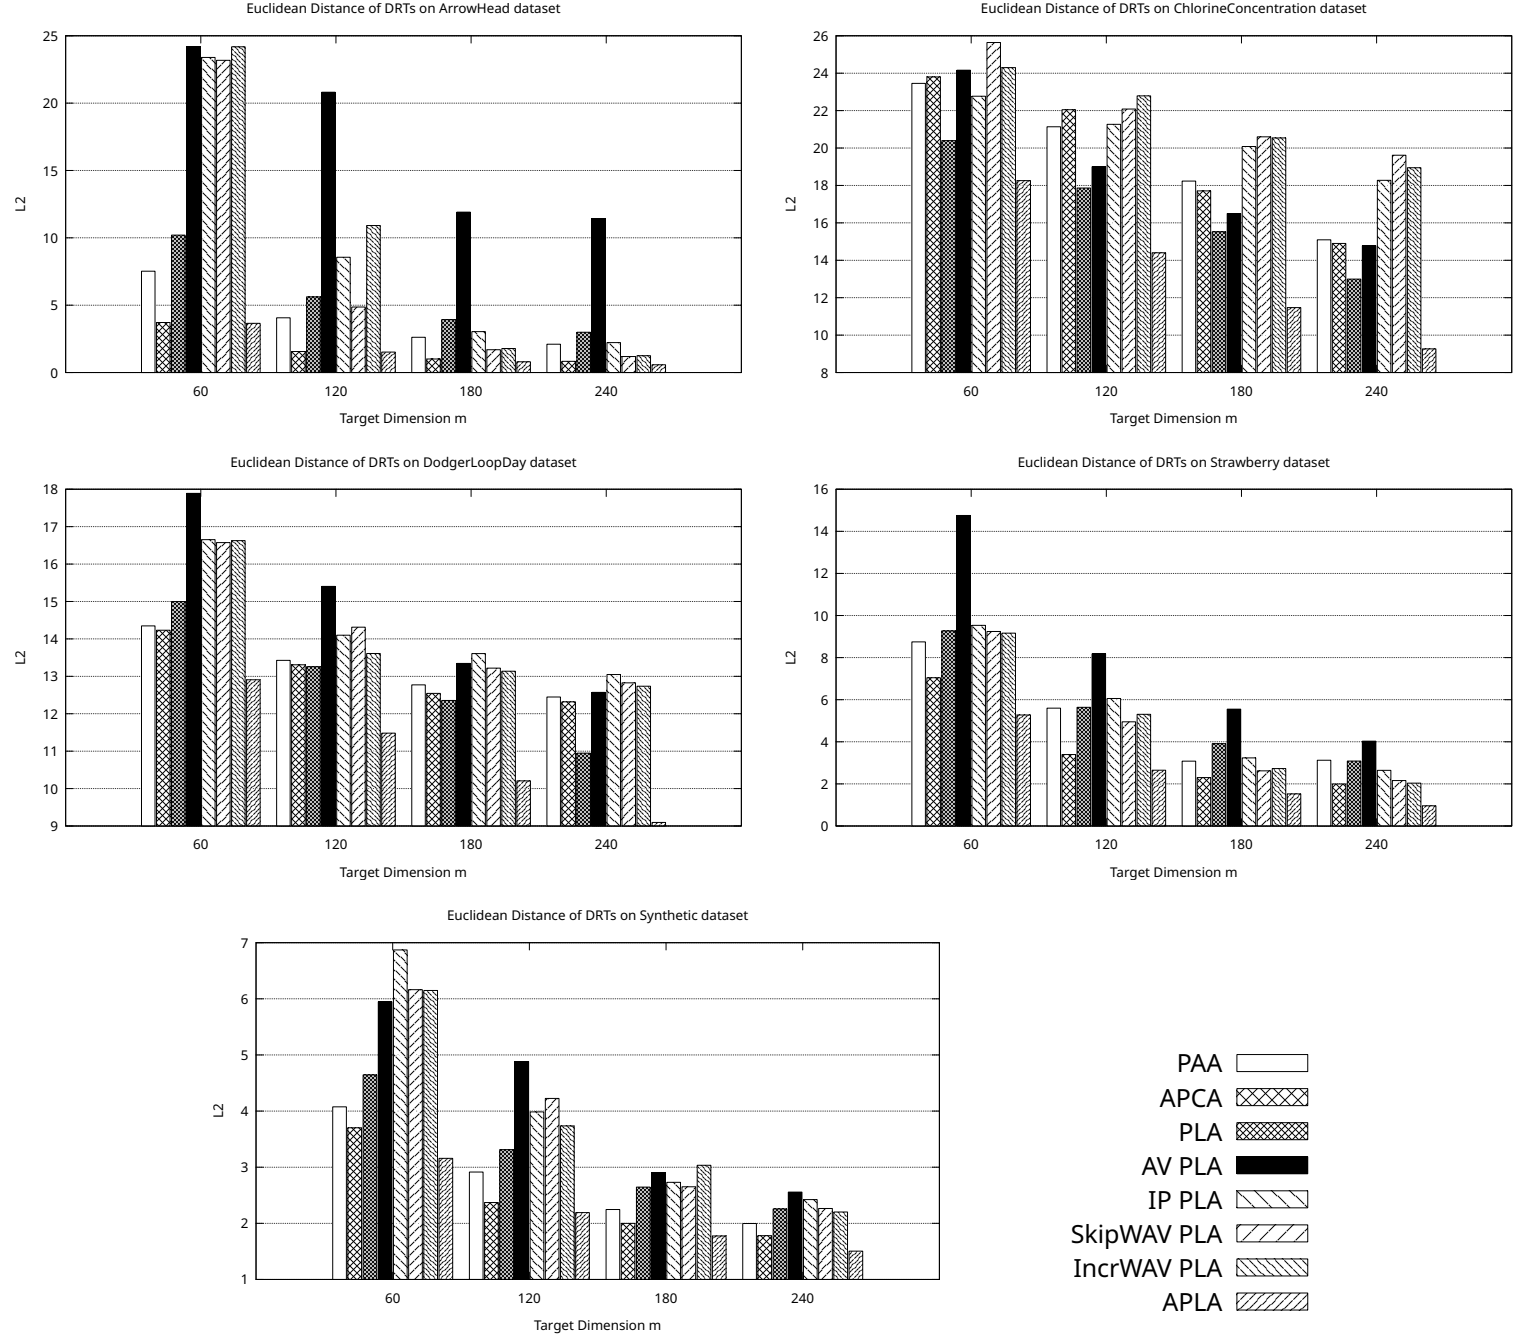 Euclidean Distance of DRTs on ArrowHead dataset
25
20
15
10
5
0
L2
60 120 180 240
Target Dimension m
Euclidean Distance of DRTs on ChlorineConcentration dataset
26
24
22
20
18
16
14
12
10
8
L2
60 120 180 240
Target Dimension m
Euclidean Distance of DRTs on DodgerLoopDay dataset
18
17
16
15
14
13
12
11
10
9
L2
60 120 180 240
Target Dimension m
Euclidean Distance of DRTs on Strawberry dataset
16
14
12
10
8
6
4
2
0
L2
60 120 180 240
Target Dimension m
Euclidean Distance of DRTs on Synthetic dataset
7
6
5
4
3
2
1
L2
60 120 180 240
Target Dimension m
PAA
APCA
PLA
AV PLA
IP PLA
SkipWAV PLA
IncrWAV PLA
APLA